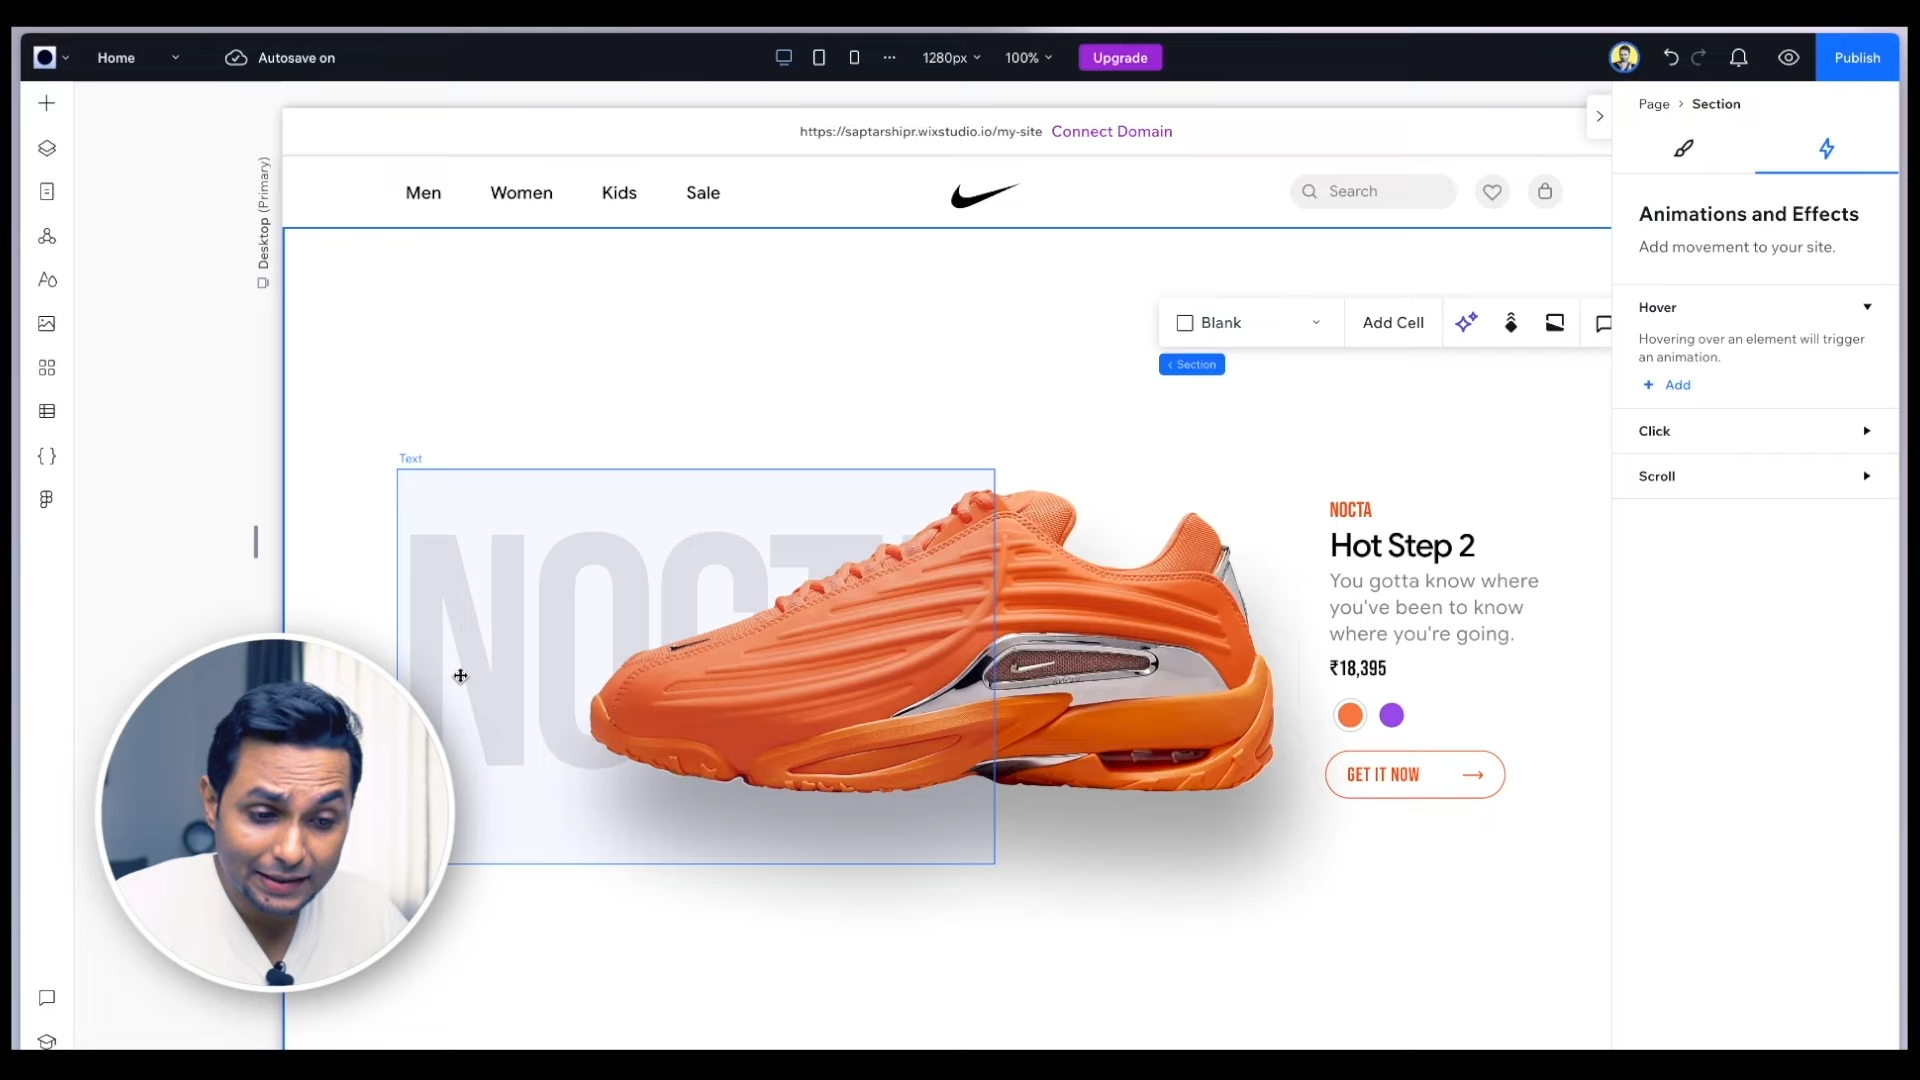 Home
Autosave on
1280px
100%
Upgrade
Publish
https://saptarshipr.wixstudio.io/my-site Connect Domain
Page > Section
Desktop (Primary)
Men
Women
Kids
Sale
Search
Animations and Effects
Add movement to your site.
Blank
Add Cell
< Section
Hover
Hovering over an element will trigger
an animation.
+ Add
Click
Scroll
Text
NOCTA
NOCTA
Hot Step 2
You gotta know where
you've been to know
where you're going.
₹18,395
GET IT NOW